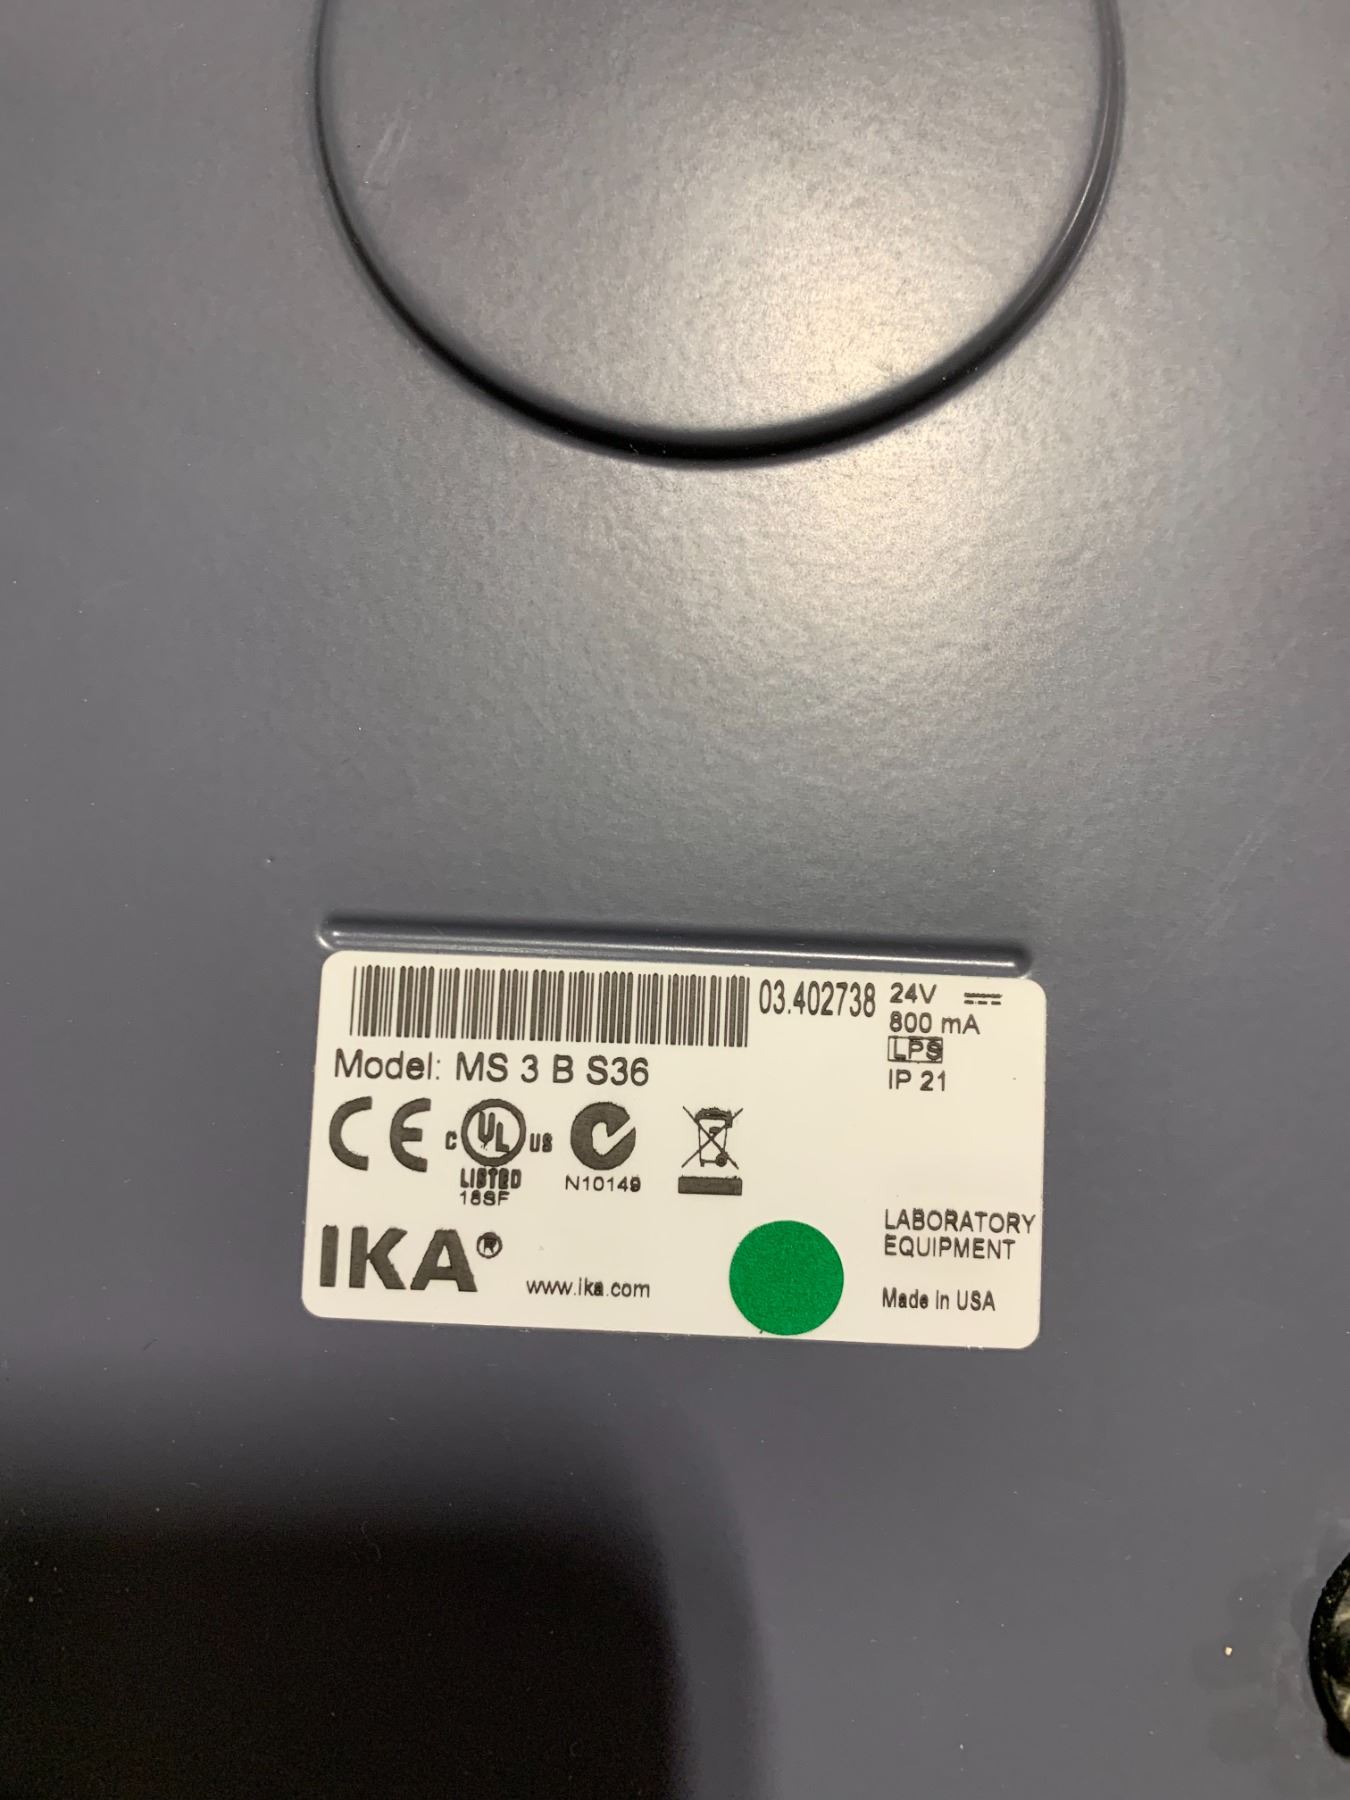 03.402738
24V
800 mA
LPS
IP 21
Model: MS 3 B S36
CE
C UL US
LISTED
18SF
N10149
IKA®
www.ika.com
LABORATORY
EQUIPMENT
Made in USA